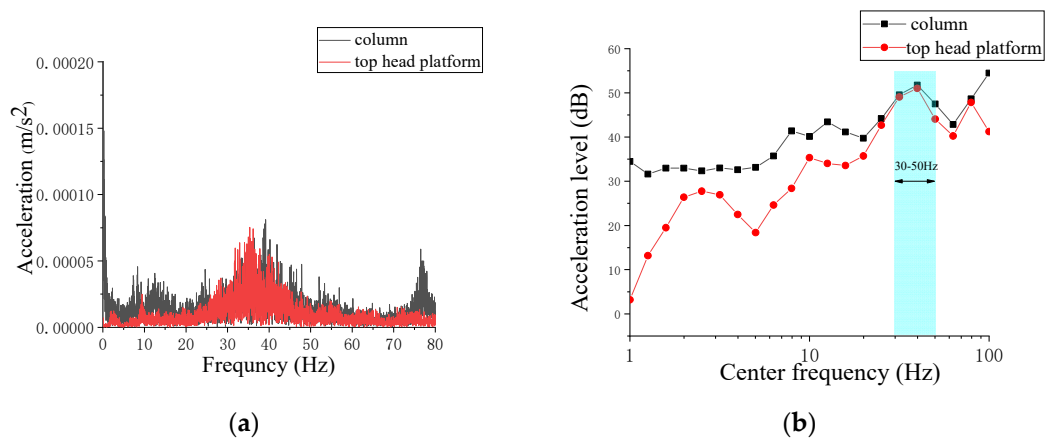 column
top head platform
0.00020
0.00015
0.00010
0.00005
0.00000
Acceleration (m/s²)
0 10 20 30 40 50 60 70 80
Frequncy (Hz)
(a)
column
top head platform
60
50
40
30
20
10
0
Acceleration level (dB)
30-50Hz
1 10 100
Center frequency (Hz)
(b)